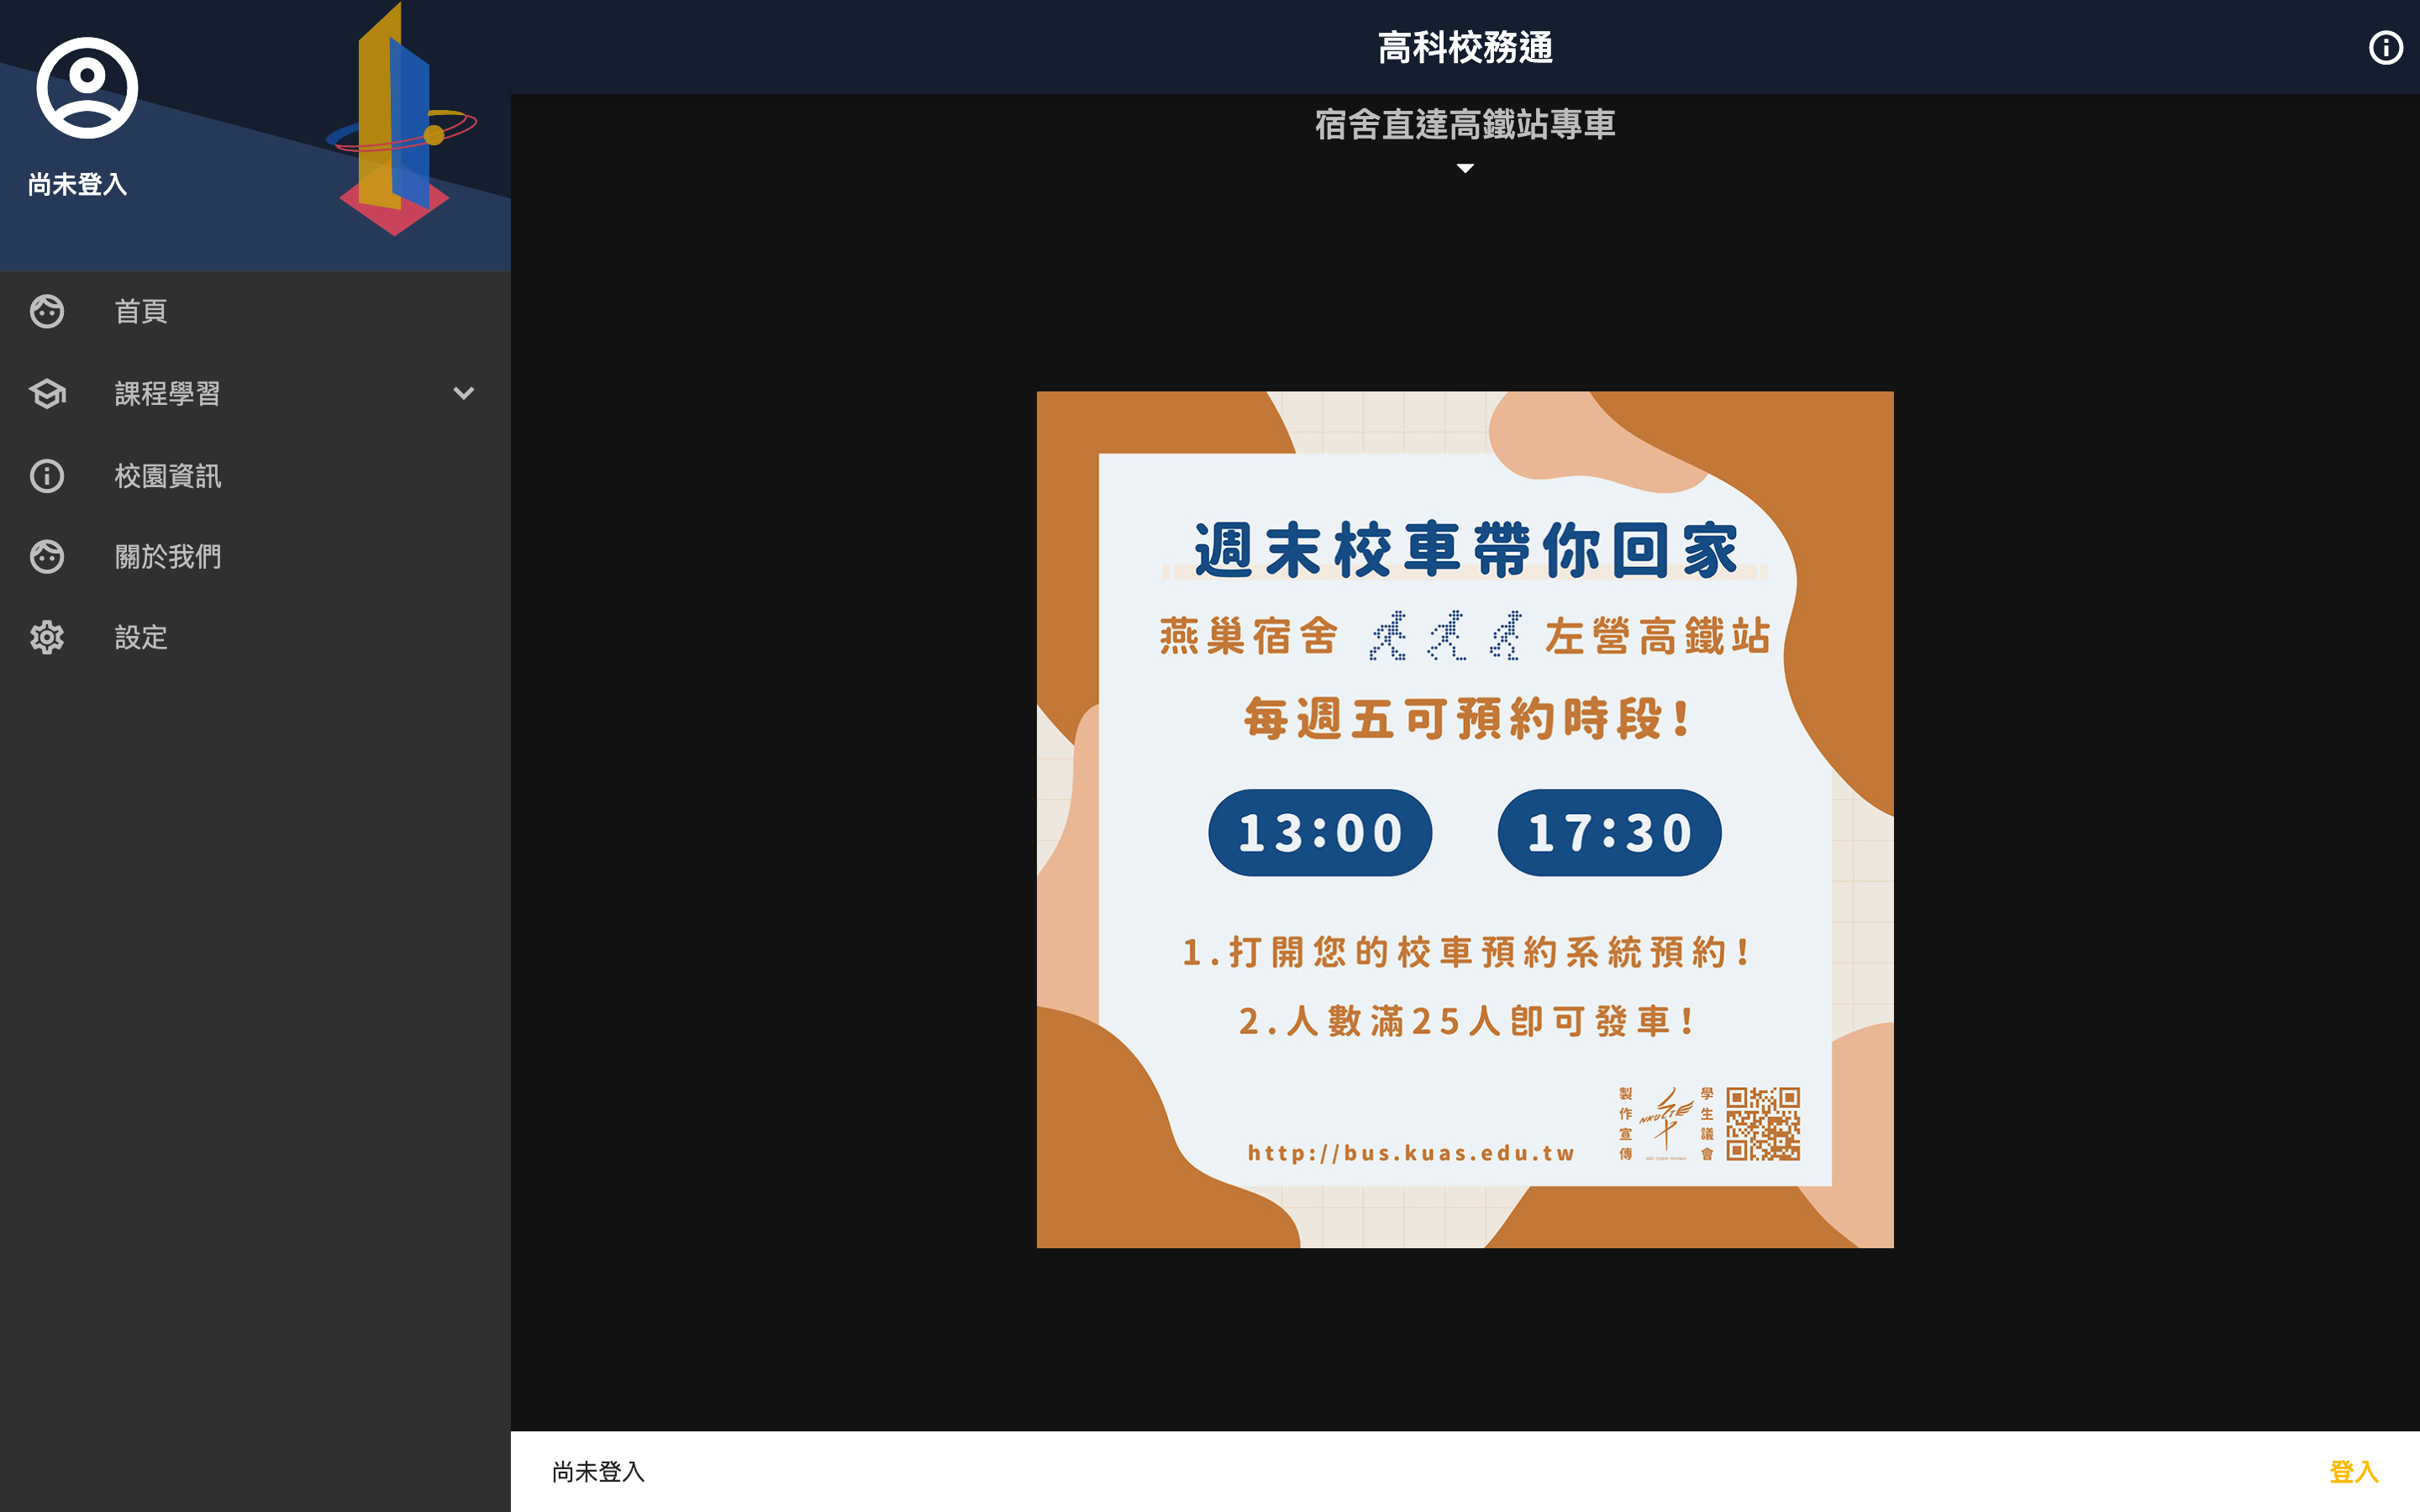 尚未登入
首頁
課程學習
校園資訊
關於我們
設定
高科校務通
宿舍直達高鐵站專車
週末校車帶你回家
燕巢宿舍 左營高鐵站
每週五可預約時段!
13:00 17:30
1.打開您的校車預約系統預約!
2.人數滿25人即可發車!
http://bus.kuas.edu.tw
製作宣傳
NKUST
學生議會
尚未登入
登入